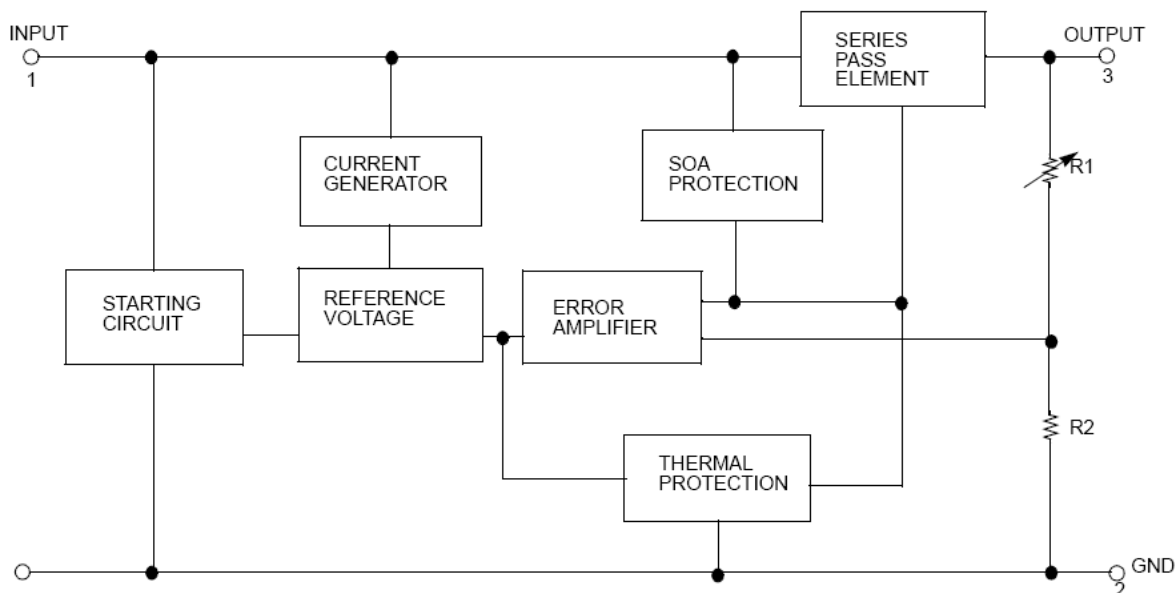 INPUT
1
SERIES
PASS
ELEMENT
OUTPUT
3
CURRENT
GENERATOR
SOA
PROTECTION
R1
STARTING
CIRCUIT
REFERENCE
VOLTAGE
ERROR
AMPLIFIER
R2
THERMAL
PROTECTION
GND
2